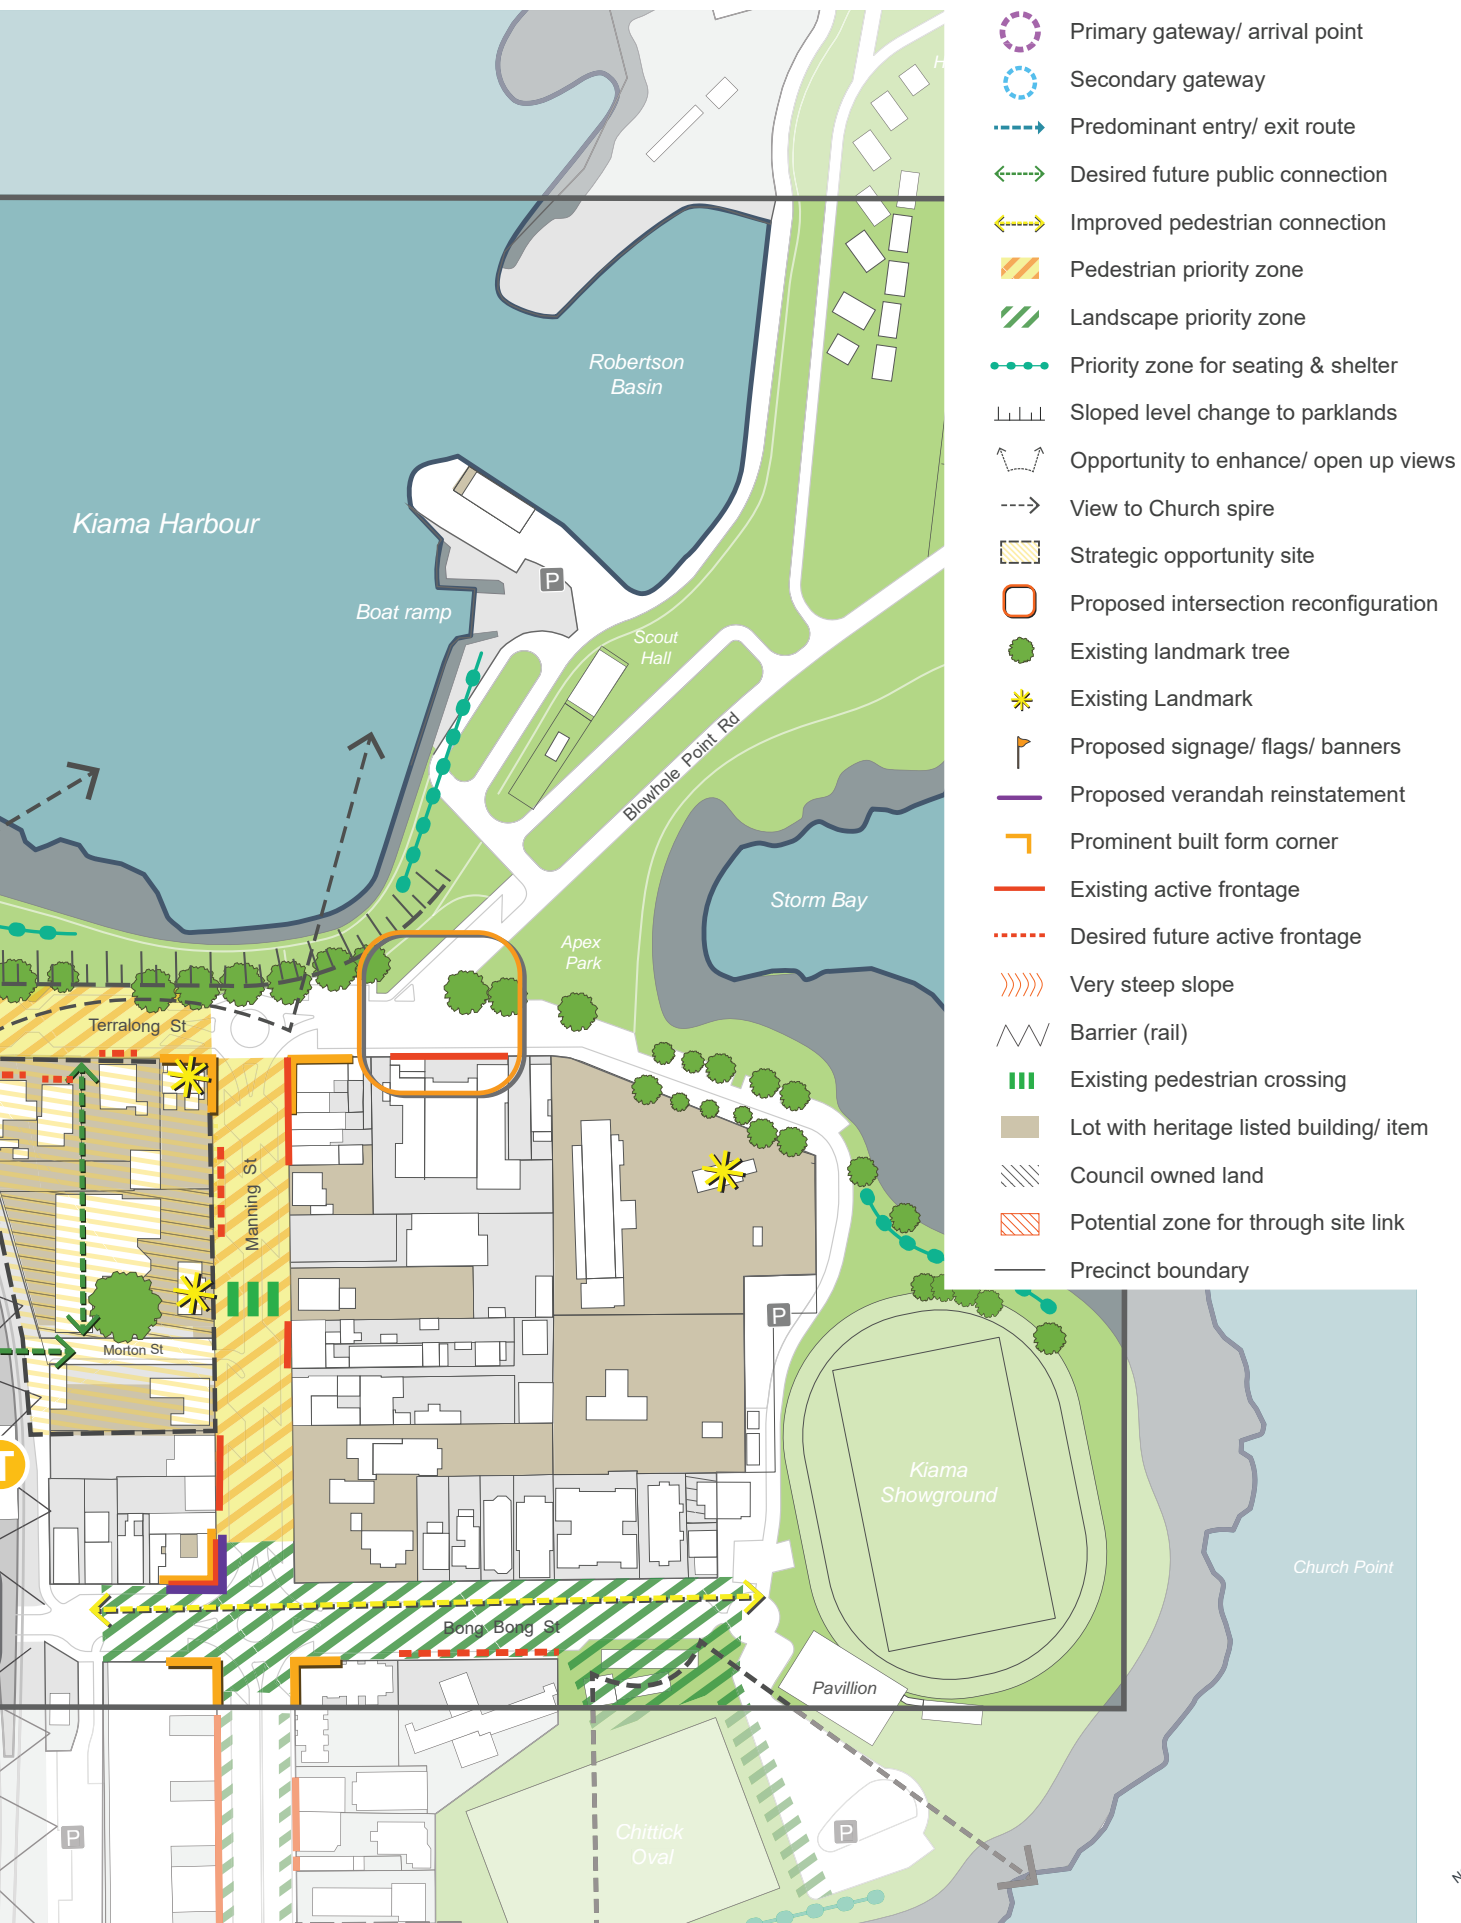 Primary gateway/ arrival point
Secondary gateway
Predominant entry/ exit route
Desired future public connection
Improved pedestrian connection
Pedestrian priority zone
Landscape priority zone
Priority zone for seating & shelter
Sloped level change to parklands
Opportunity to enhance/ open up views
View to Church spire
Strategic opportunity site
Proposed intersection reconfiguration
Existing landmark tree
Existing Landmark
Proposed signage/ flags/ banners
Proposed verandah reinstatement
Prominent built form corner
Existing active frontage
Desired future active frontage
Very steep slope
Barrier (rail)
Existing pedestrian crossing
Lot with heritage listed building/ item
Council owned land
Potential zone for through site link
Precinct boundary
Robertson
Basin
Kiama Harbour
P
Boat ramp
Scout
Hall
Blowhole Point Rd
Storm Bay
Apex
Park
Terralong St
Manning St
P
Morton St
T
Kiama
Showground
Church Point
Bong Bong St
Pavillion
Chittick
Oval
P
P